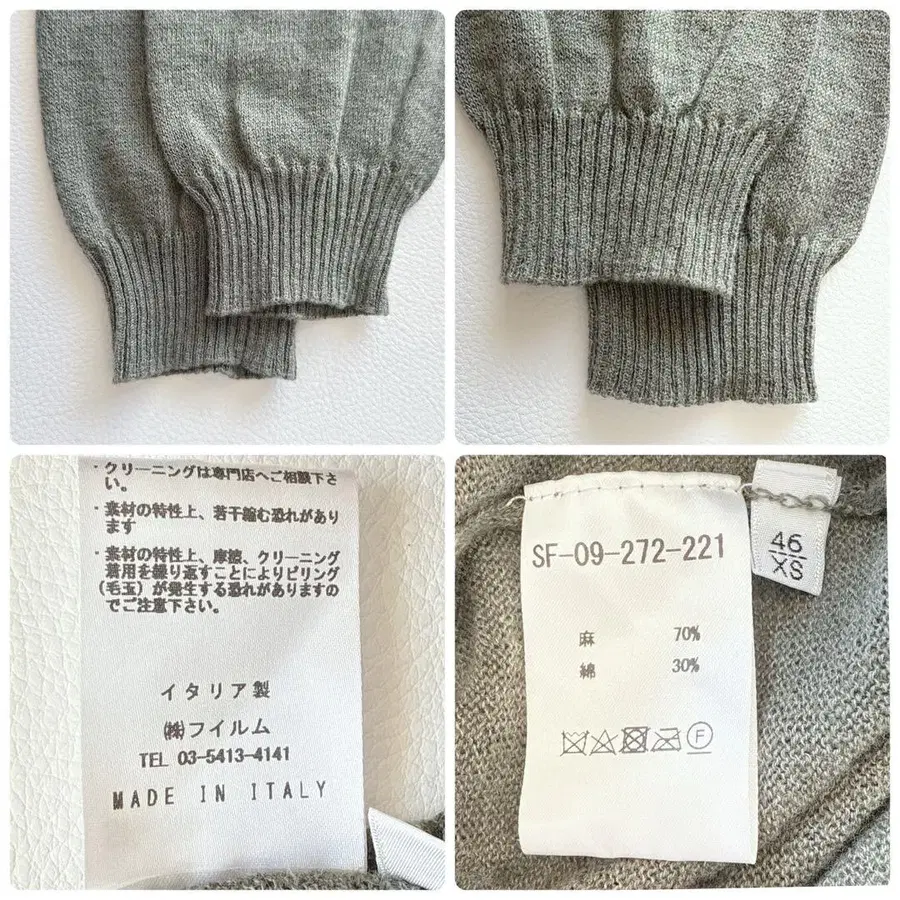 ・クリーニングは専門店へご相談下さ
い。
・素材の特性上、若干縮む恐れがあり
ます
・素材の特性上、摩擦、クリーニング
着用を繰り返すことによりピリング
(毛玉)が発生する恐れがありますの
でご注意下さい。
イタリア製
㈱フイルム
TEL 03-5413-4141
MADE IN ITALY
SF-09-272-221
麻 70%
綿 30%
F
46
XS